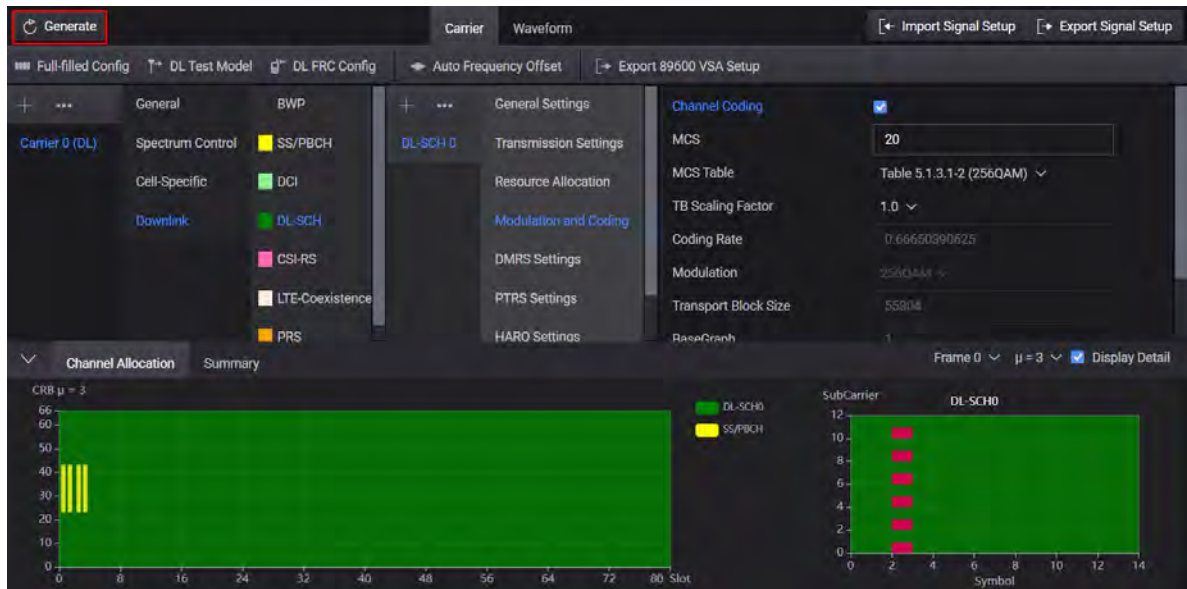 Generate Carrier Waveform Import Signal Setup Export Signal Setup
Full-filled Config DL Test Model DL FRC Config Auto Frequency Offset Export 89600 VSA Setup
General BWP General Settings Channel Coding
Carrier 0 (DL) Spectrum Control SS/PBCH DL-SCH 0 Transmission Settings MCS 20
Cell-Specific DCI Resource Allocation MCS Table Table 5.1.3.1-2 (256QAM)
TB Scaling Factor 1.0
Downlink DL-SCH Modulation and Coding Coding Rate 0.66650390625
CSI-RS DMRS Settings Modulation 256QAM
LTE-Coexistence PTRS Settings Transport Block Size 55804
PRS HARQ Settings BaseGraph 1
Channel Allocation Summary Frame 0 μ = 3 Display Detail
CRB μ = 3
66
60
50
40
30
20
10
0
0 8 16 24 32 40 48 56 64 72 80 Slot
DL-SCH0
SS/PBCH
SubCarrier DL-SCH0
12
10
8
6
4
2
0
0 2 4 6 8 10 12 14
Symbol